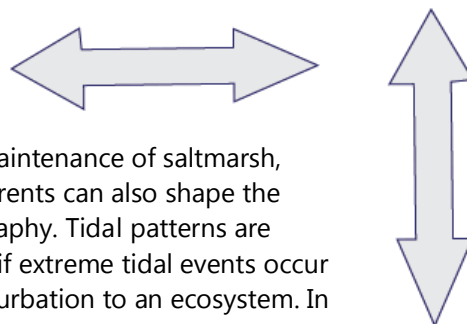 aintenance of saltmarsh,
rents can also shape the
aphy. Tidal patterns are
if extreme tidal events occur
urbation to an ecosystem. In